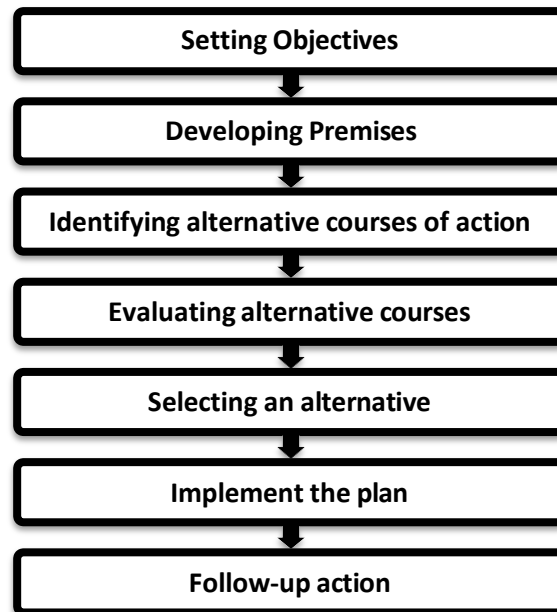 Setting Objectives
Developing Premises
Identifying alternative courses of action
Evaluating alternative courses
Selecting an alternative
Implement the plan
Follow-up action